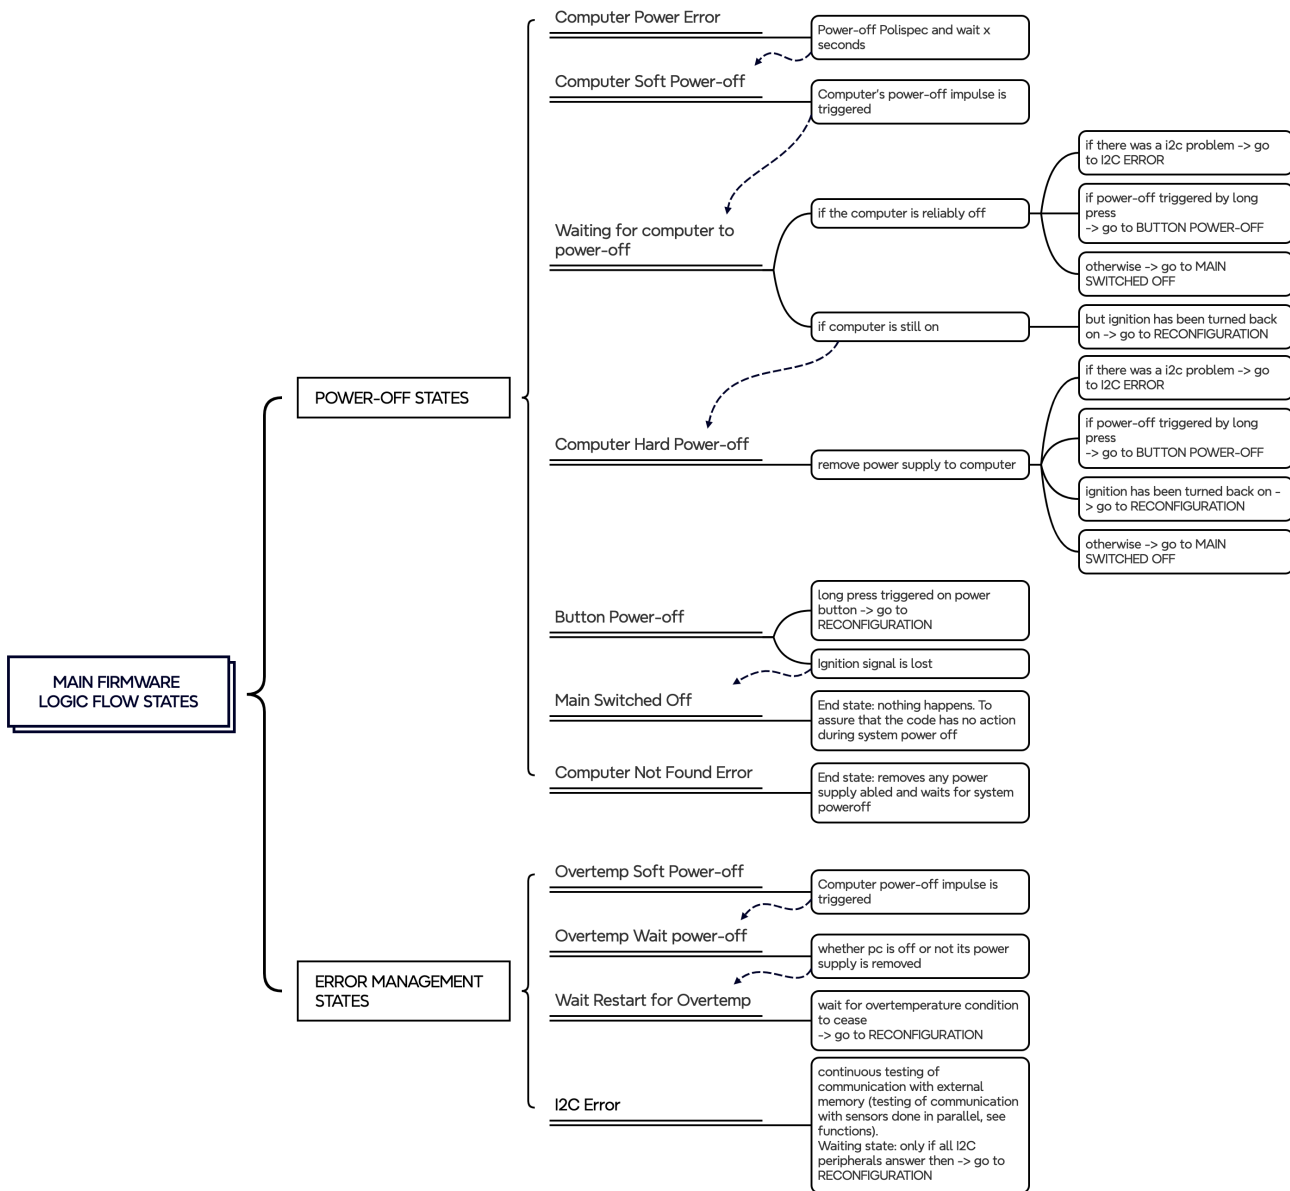 MAIN FIRMWARE
LOGIC FLOW STATES
POWER-OFF STATES
Computer Power Error
Power-off Polispec and wait x
seconds
Computer Soft Power-off
Computer's power-off impulse is
triggered
Waiting for computer to
power-off
if the computer is reliably off
if there was a i2c problem -> go
to I2C ERROR
if power-off triggered by long
press
-> go to BUTTON POWER-OFF
otherwise -> go to MAIN
SWITCHED OFF
if computer is still on
but ignition has been turned back
on -> go to RECONFIGURATION
Computer Hard Power-off
remove power supply to computer
if there was a i2c problem -> go
to I2C ERROR
if power-off triggered by long
press
-> go to BUTTON POWER-OFF
ignition has been turned back on -
> go to RECONFIGURATION
otherwise -> go to MAIN
SWITCHED OFF
Button Power-off
long press triggered on power
button -> go to
RECONFIGURATION
Ignition signal is lost
Main Switched Off
End state: nothing happens. To
assure that the code has no action
during system power off
Computer Not Found Error
End state: removes any power
supply abled and waits for system
poweroff
ERROR MANAGEMENT
STATES
Overtemp Soft Power-off
Computer power-off impulse is
triggered
Overtemp Wait power-off
whether pc is off or not its power
supply is removed
Wait Restart for Overtemp
wait for overtemperature condition
to cease
-> go to RECONFIGURATION
I2C Error
continuous testing of
communication with external
memory (testing of communication
with sensors done in parallel, see
functions).
Waiting state: only if all I2C
peripherals answer then -> go to
RECONFIGURATION